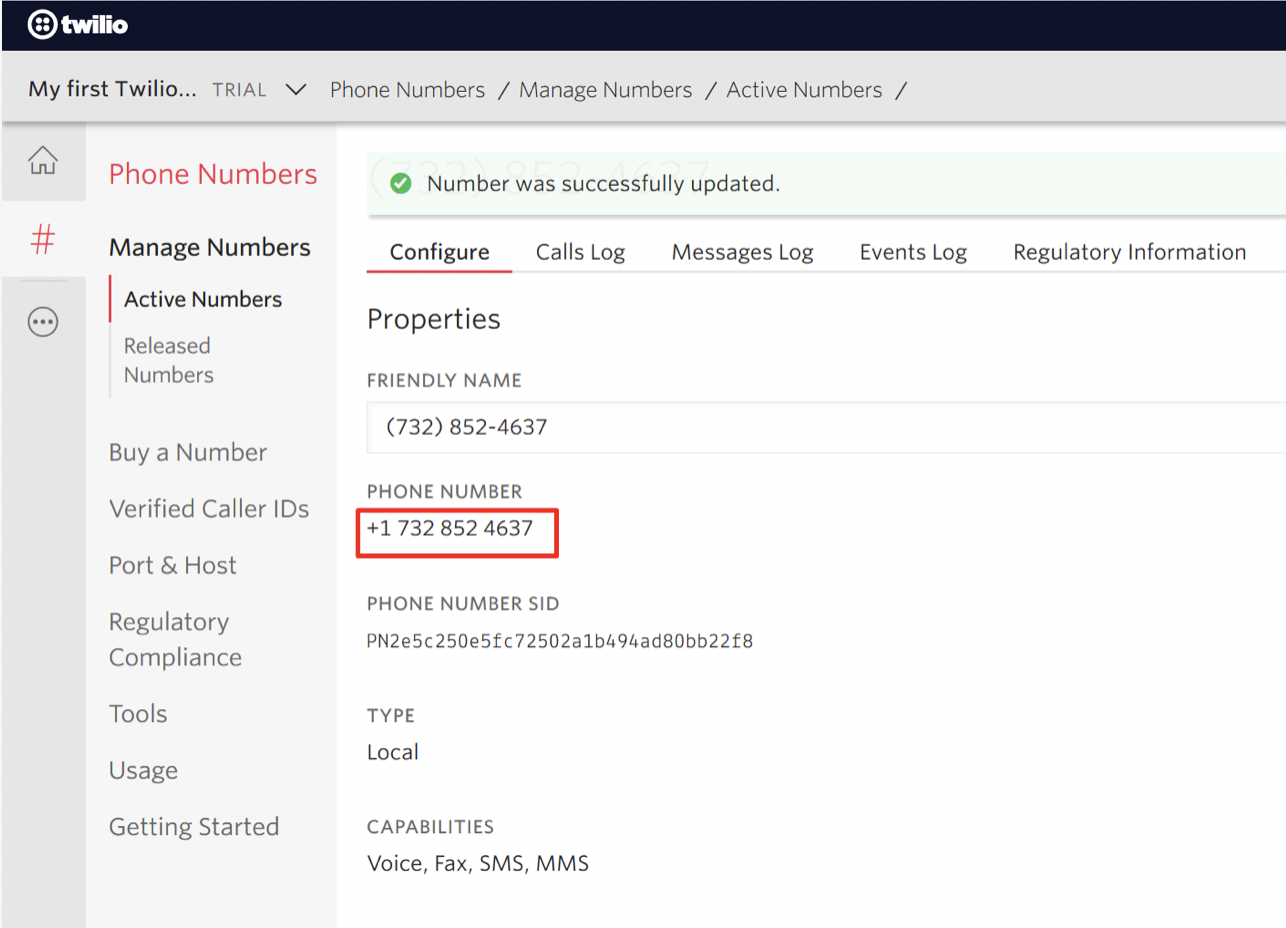 twilio
My first Twilio... TRIAL Phone Numbers / Manage Numbers / Active Numbers /
Phone Numbers
Manage Numbers
Active Numbers
Released
Numbers
Buy a Number
Verified Caller IDs
Port & Host
Regulatory
Compliance
Tools
Usage
Getting Started
(732) 852-4637
Number was successfully updated.
Configure Calls Log Messages Log Events Log Regulatory Information
Properties
FRIENDLY NAME
(732) 852-4637
PHONE NUMBER
+1 732 852 4637
PHONE NUMBER SID
PN2e5c250e5fc72502a1b494ad80bb22f8
TYPE
Local
CAPABILITIES
Voice, Fax, SMS, MMS